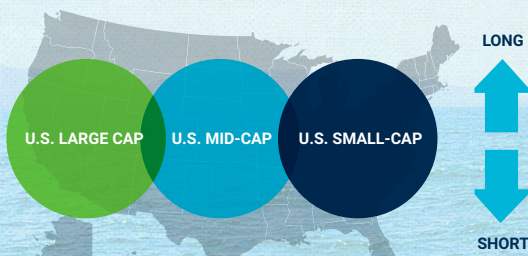 LONG
U.S. LARGE CAP
U.S. MID-CAP
U.S. SMALL-CAP
SHORT